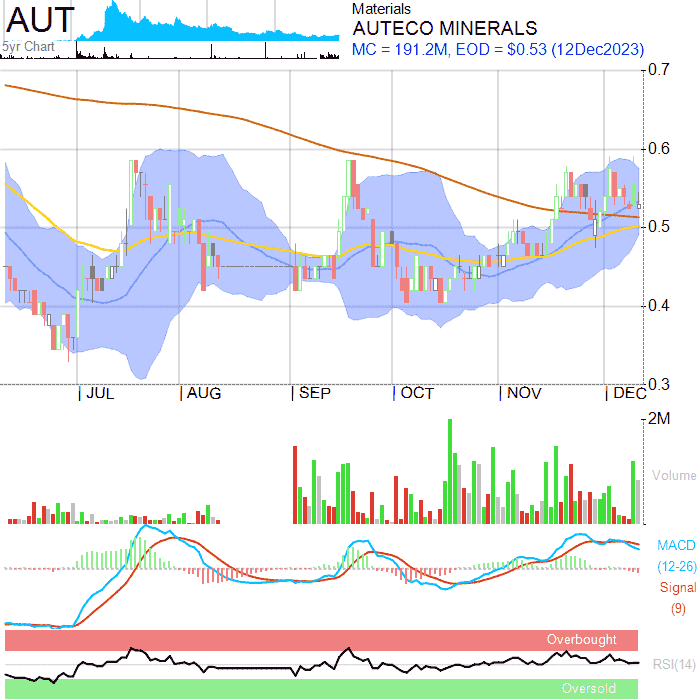 AUT
5yr Chart
Materials
AUTECO MINERALS
MC = 191.2M, EOD = $0.53 (12Dec2023)
0.7
0.6
0.5
0.4
0.3
JUL
AUG
SEP
OCT
NOV
DEC
2M
Volume
MACD
(12-26)
Signal
(9)
Overbought
RSI(14)
Oversold